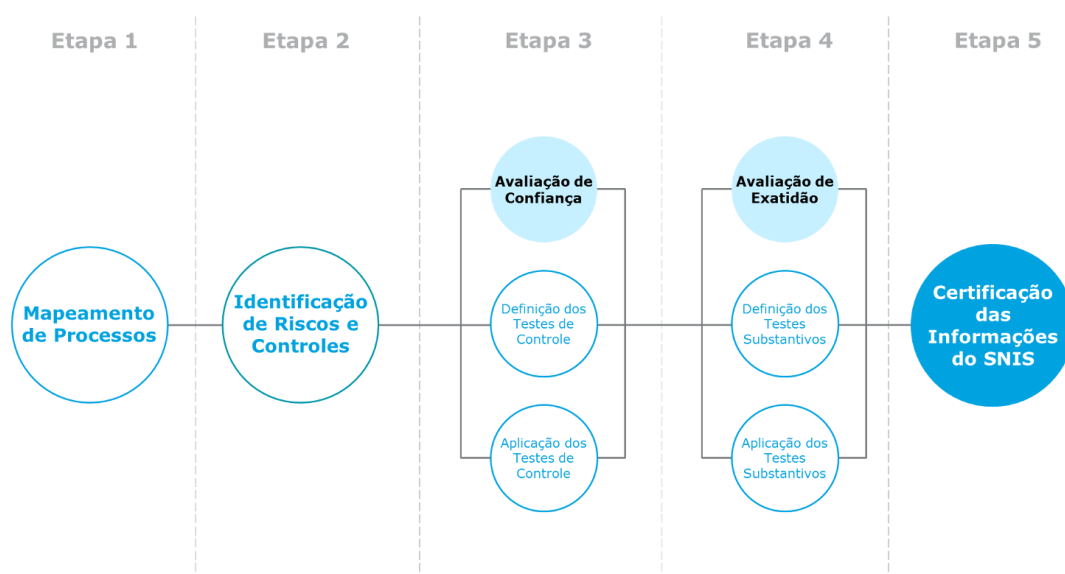 Etapa 1
Etapa 2
Etapa 3
Etapa 4
Etapa 5
Mapeamento
de Processos
Identificação
de Riscos e
Controles
Avaliação de
Confiança
Definição dos
Testes de
Controle
Aplicação dos
Testes de
Controle
Avaliação de
Exatidão
Definição dos
Testes
Substantivos
Aplicação dos
Testes
Substantivos
Certificação
das
Informações
do SNIS